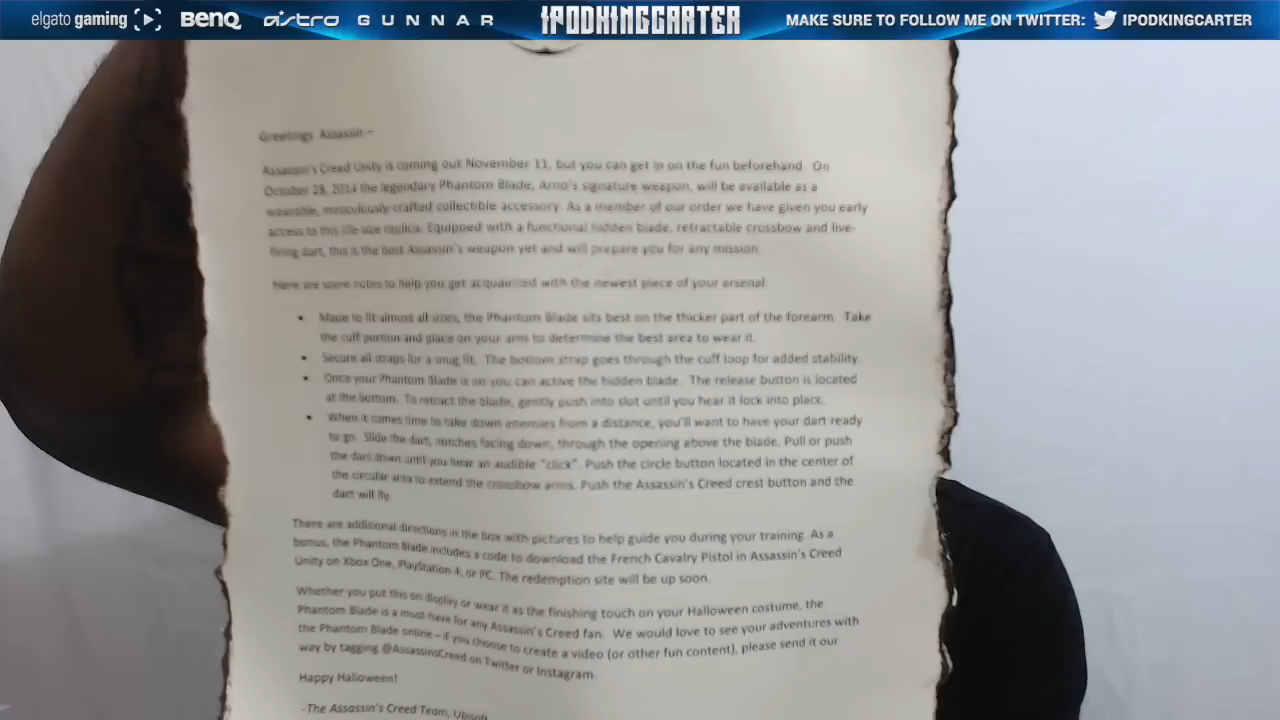 elgato gaming BenQ ASTRO GUNNAR IPODKINGCARTER MAKE SURE TO FOLLOW ME ON TWITTER: IPODKINGCARTER
Greetings Assassin –
Assassin's Creed Unity is coming out November 11, but you can get in on the fun beforehand. On
October 28, 2014 the legendary Phantom Blade, Arno's signature weapon, will be available as a
wearable, meticulously-crafted collectible accessory. As a member of our order we have given you early
access to this life-size replica. Equipped with a functional hidden blade, retractable crossbow and live-
firing dart, this is the best Assassin's weapon yet and will prepare you for any mission.
Here are some notes to help you get acquainted with the newest piece of your arsenal:
• Made to fit almost all sizes, the Phantom Blade sits best on the thicker part of the forearm. Take
the cuff portion and place on your arms to determine the best area to wear it.
• Secure all straps for a snug fit. The bottom strap goes through the cuff loop for added stability.
• Once your Phantom Blade is on you can active the hidden blade. The release button is located
at the bottom. To retract the blade, gently push into slot until you hear it lock into place.
• When it comes time to take down enemies from a distance, you'll want to have your dart ready
to go. Slide the dart, notches facing down, through the opening above the blade. Pull or push
the dart down until you hear an audible "click". Push the circle button located in the center of
the circular area to extend the crossbow arms. Push the Assassin's Creed crest button and the
dart will fly.
There are additional directions in the box with pictures to help guide you during your training. As a
bonus, the Phantom Blade includes a code to download the French Cavalry Pistol in Assassin's Creed
Unity on Xbox One, PlayStation 4, or PC. The redemption site will be up soon.
Whether you put this on display or wear it as the finishing touch on your Halloween costume, the
Phantom Blade is a must-have for any Assassin's Creed fan. We would love to see your adventures with
the Phantom Blade online – if you choose to create a video (or other fun content), please send it our
way by tagging @AssassinsCreed on Twitter or Instagram.
Happy Halloween!
-The Assassin's Creed Team, Ubisoft